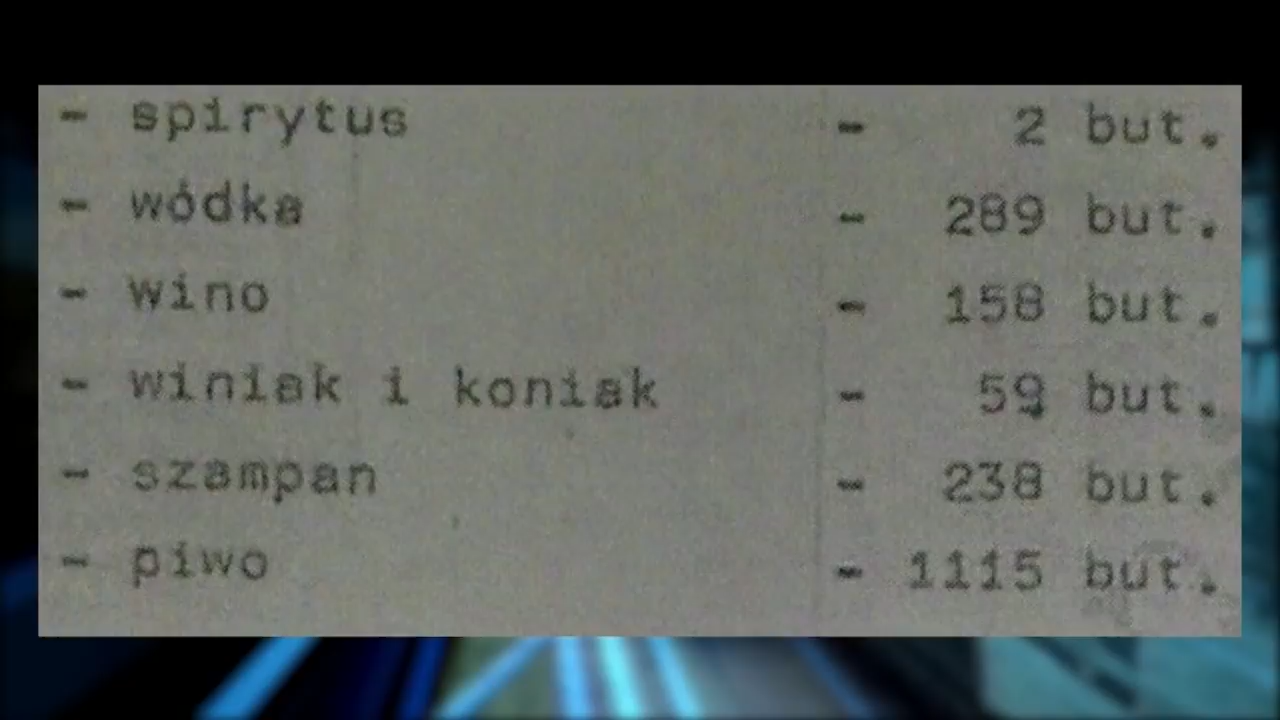 - spirytus - 2 but.
- wódka - 289 but.
- wino - 158 but.
- winiak i koniak - 59 but.
- szampan - 238 but.
- piwo - 1115 but.